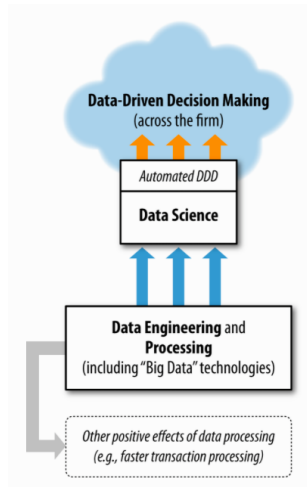 Data-Driven Decision Making
(across the firm)
Automated DDD
Data Science
Data Engineering and
Processing
(including “Big Data” technologies)
Other positive effects of data processing
(e.g., faster transaction processing)